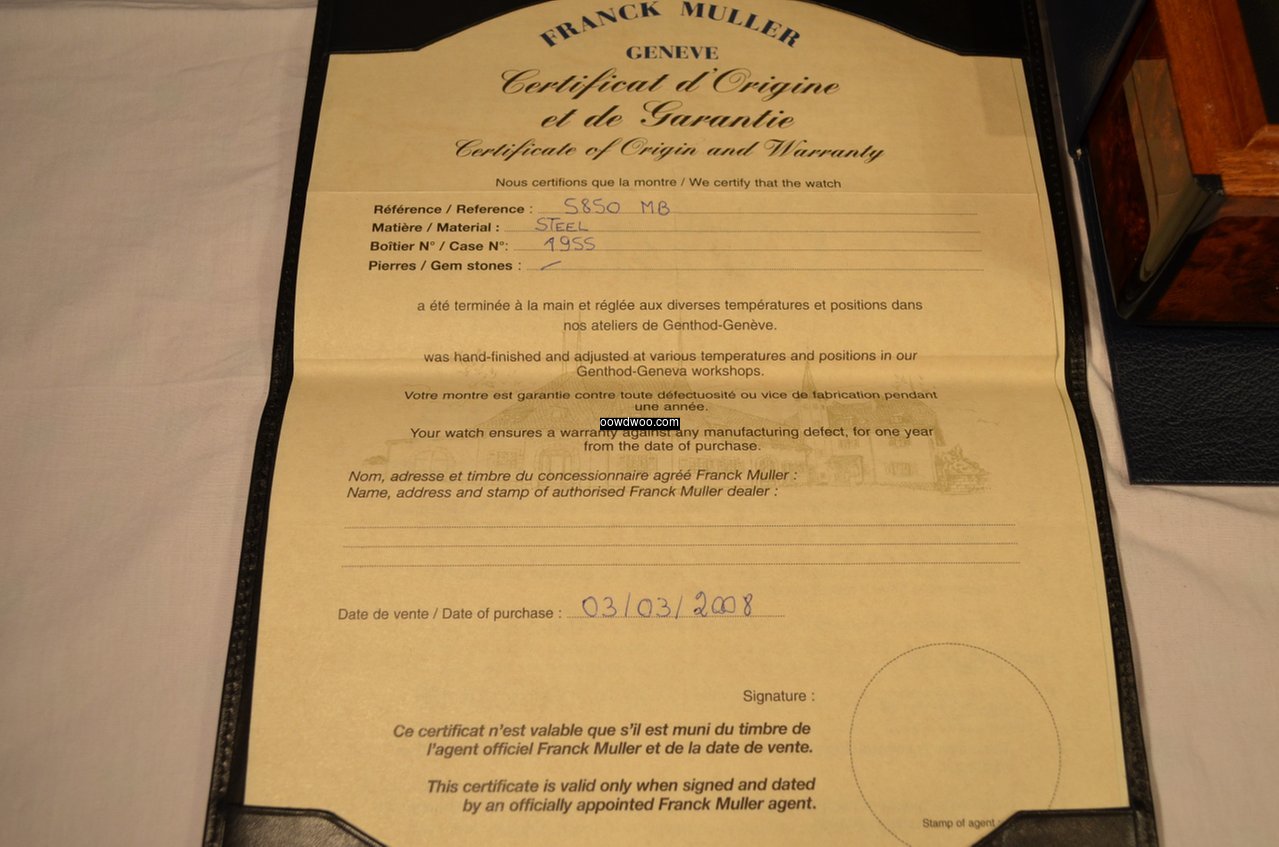 FRANCK MULLER
GENEVE
Certificat d'Origine
et de Garantie
Certificate of Origin and Warranty
Nous certifions que la montre / We certify that the watch
Référence / Reference : 5850 MB
Matière / Material : STEEL
Boîtier N° / Case N°: 1955
Pierres / Gem stones : –
a été terminée à la main et réglée aux diverses températures et positions dans
nos ateliers de Genthod-Genève.
was hand-finished and adjusted at various temperatures and positions in our
Genthod-Geneva workshops.
Votre montre est garantie contre toute défectuosité ou vice de fabrication pendant
une année.
oowdwoo.com
Your watch ensures a warranty against any manufacturing defect, for one year
from the date of purchase.
Nom, adresse et timbre du concessionnaire agréé Franck Muller :
Name, address and stamp of authorised Franck Muller dealer :
Date de vente / Date of purchase : 03/03/2008
Signature :
Ce certificat n'est valable que s'il est muni du timbre de
l'agent officiel Franck Muller et de la date de vente.
This certificate is valid only when signed and dated
by an officially appointed Franck Muller agent.
Stamp of agent